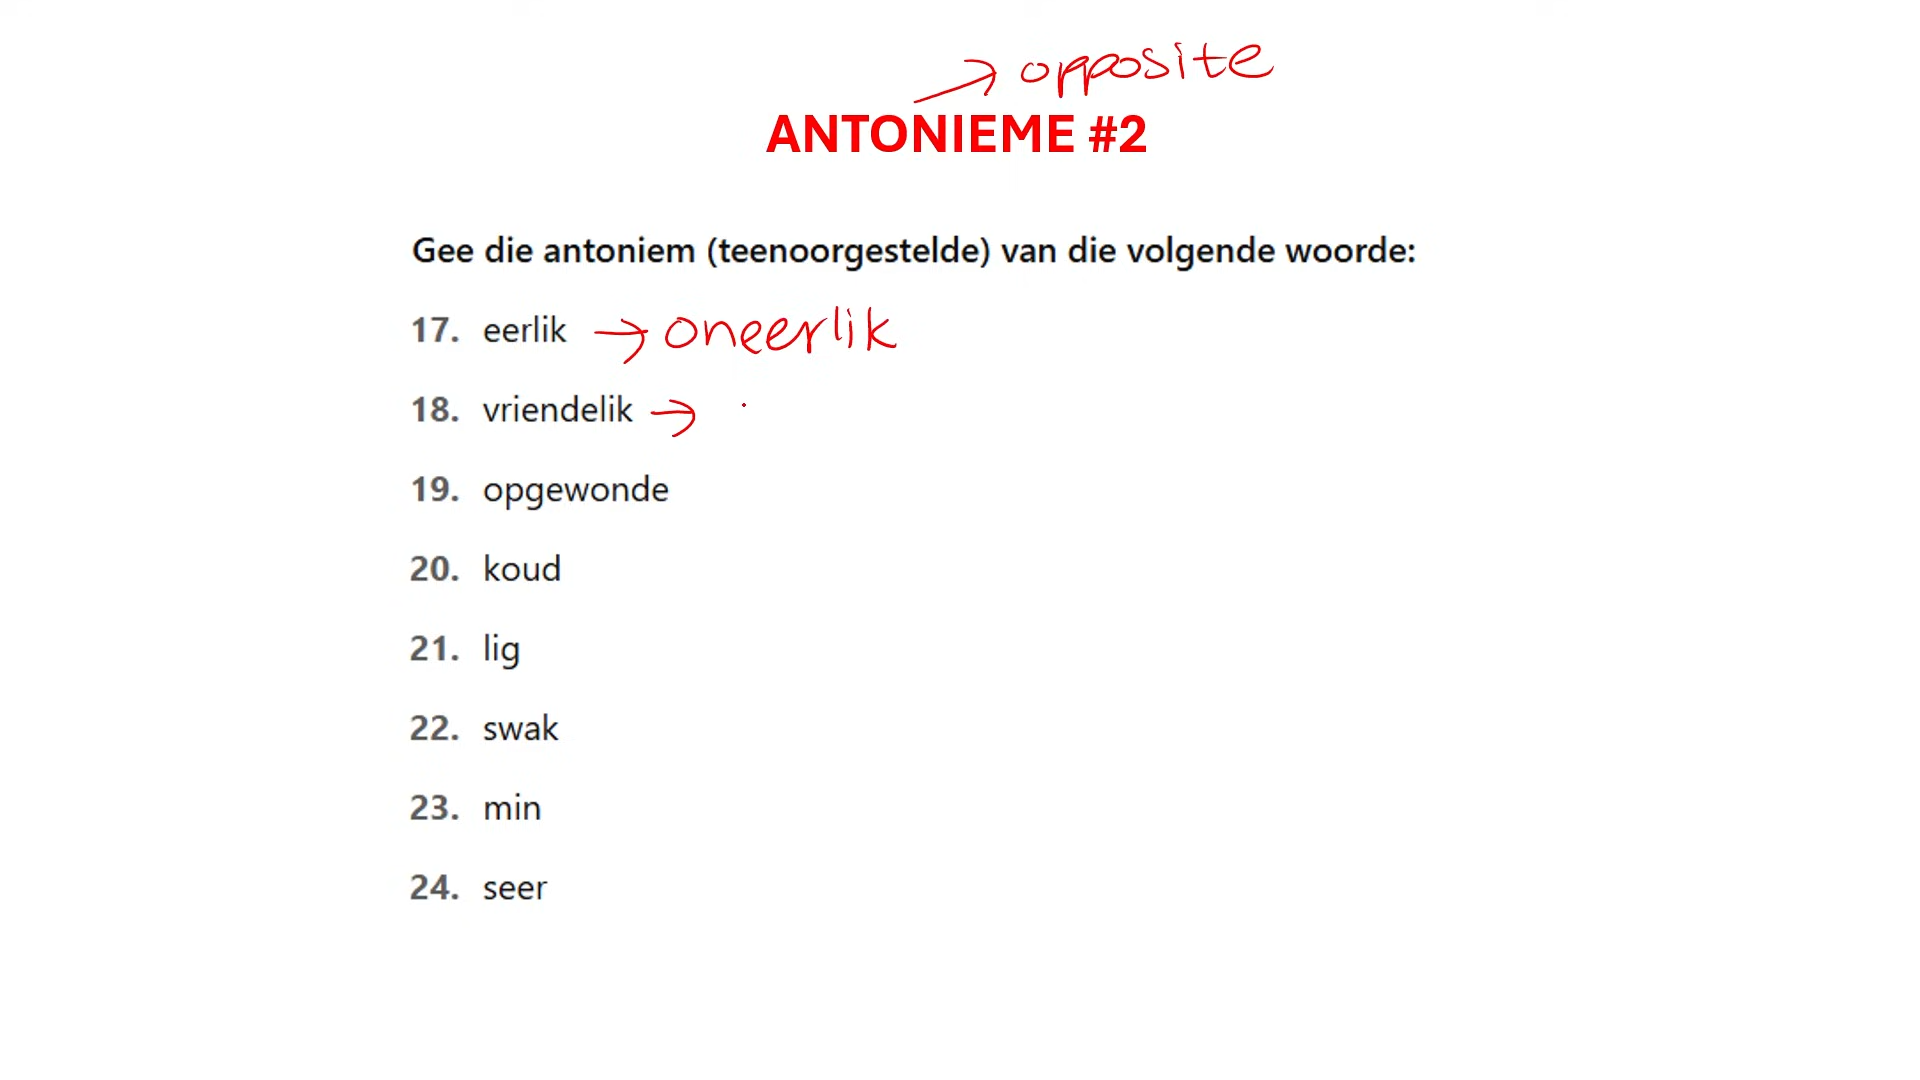 → opposite
ANTONIEME #2
Gee die antoniem (teenoorgestelde) van die volgende woorde:
17. eerlik → oneerlik
18. vriendelik →
19. opgewonde
20. koud
21. lig
22. swak
23. min
24. seer